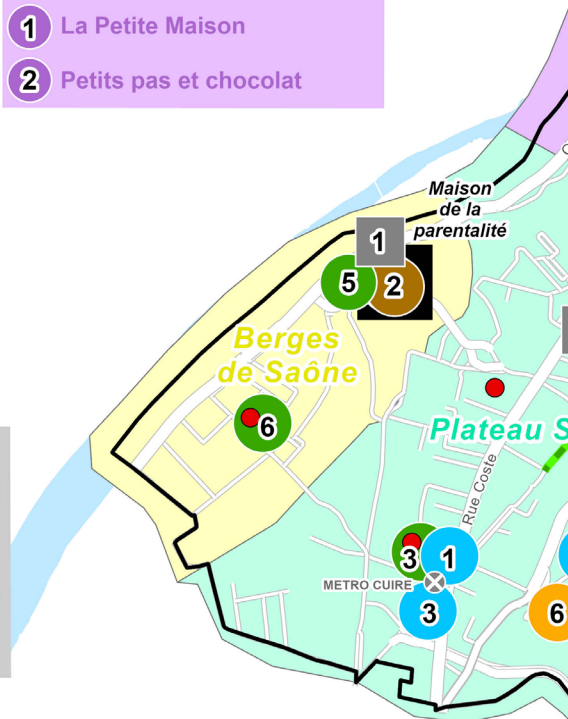 1 La Petite Maison
2 Petits pas et chocolat
Maison
de la
parentalité
1
5 2
Berges
de Saône
6
Plateau S
Rue Coste
3 1
METRO CUIRE
3
6